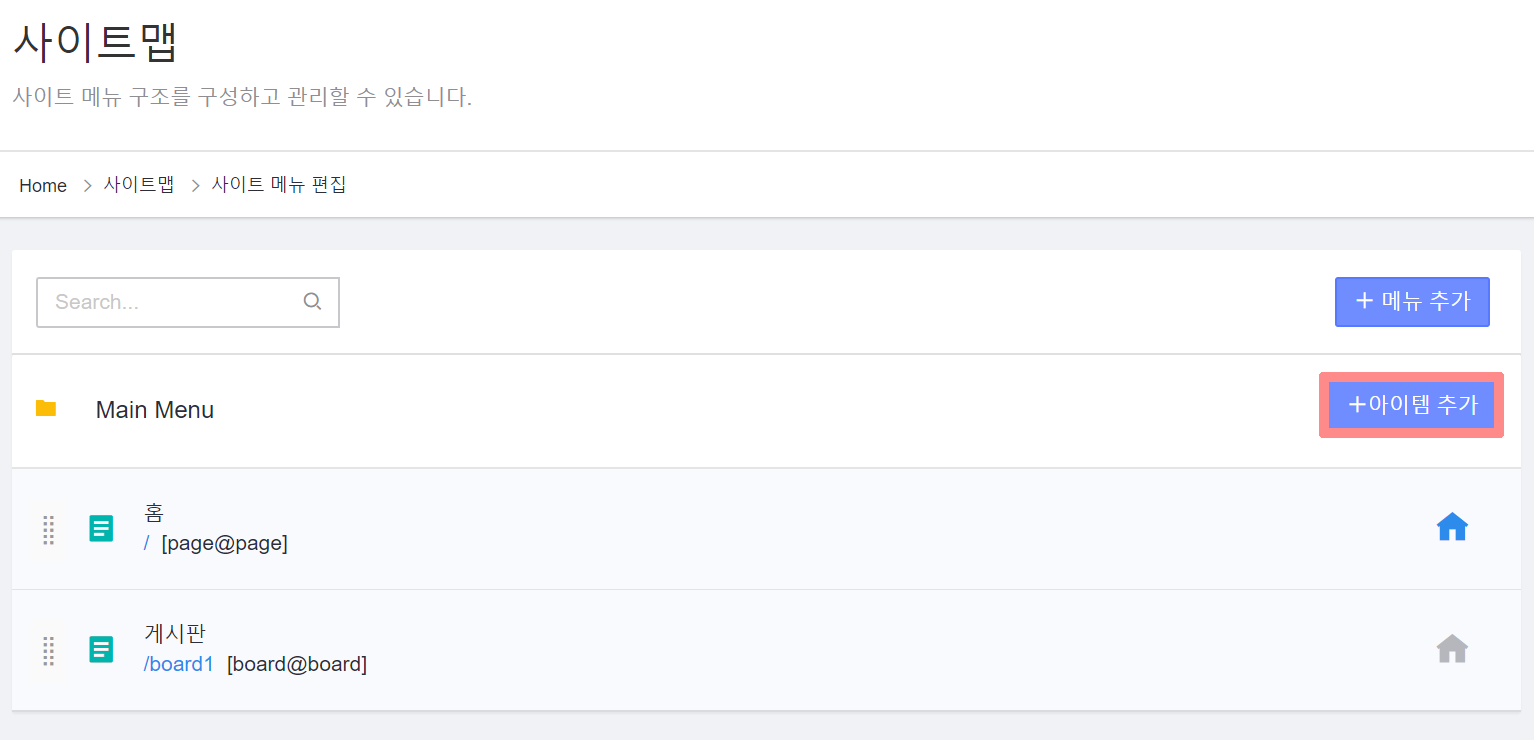 사이트맵
사이트 메뉴 구조를 구성하고 관리할 수 있습니다.
Home > 사이트맵 > 사이트 메뉴 편집
Search...
+ 메뉴 추가
Main Menu
+아이템 추가
홈
/ [page@page]
게시판
/board1 [board@board]